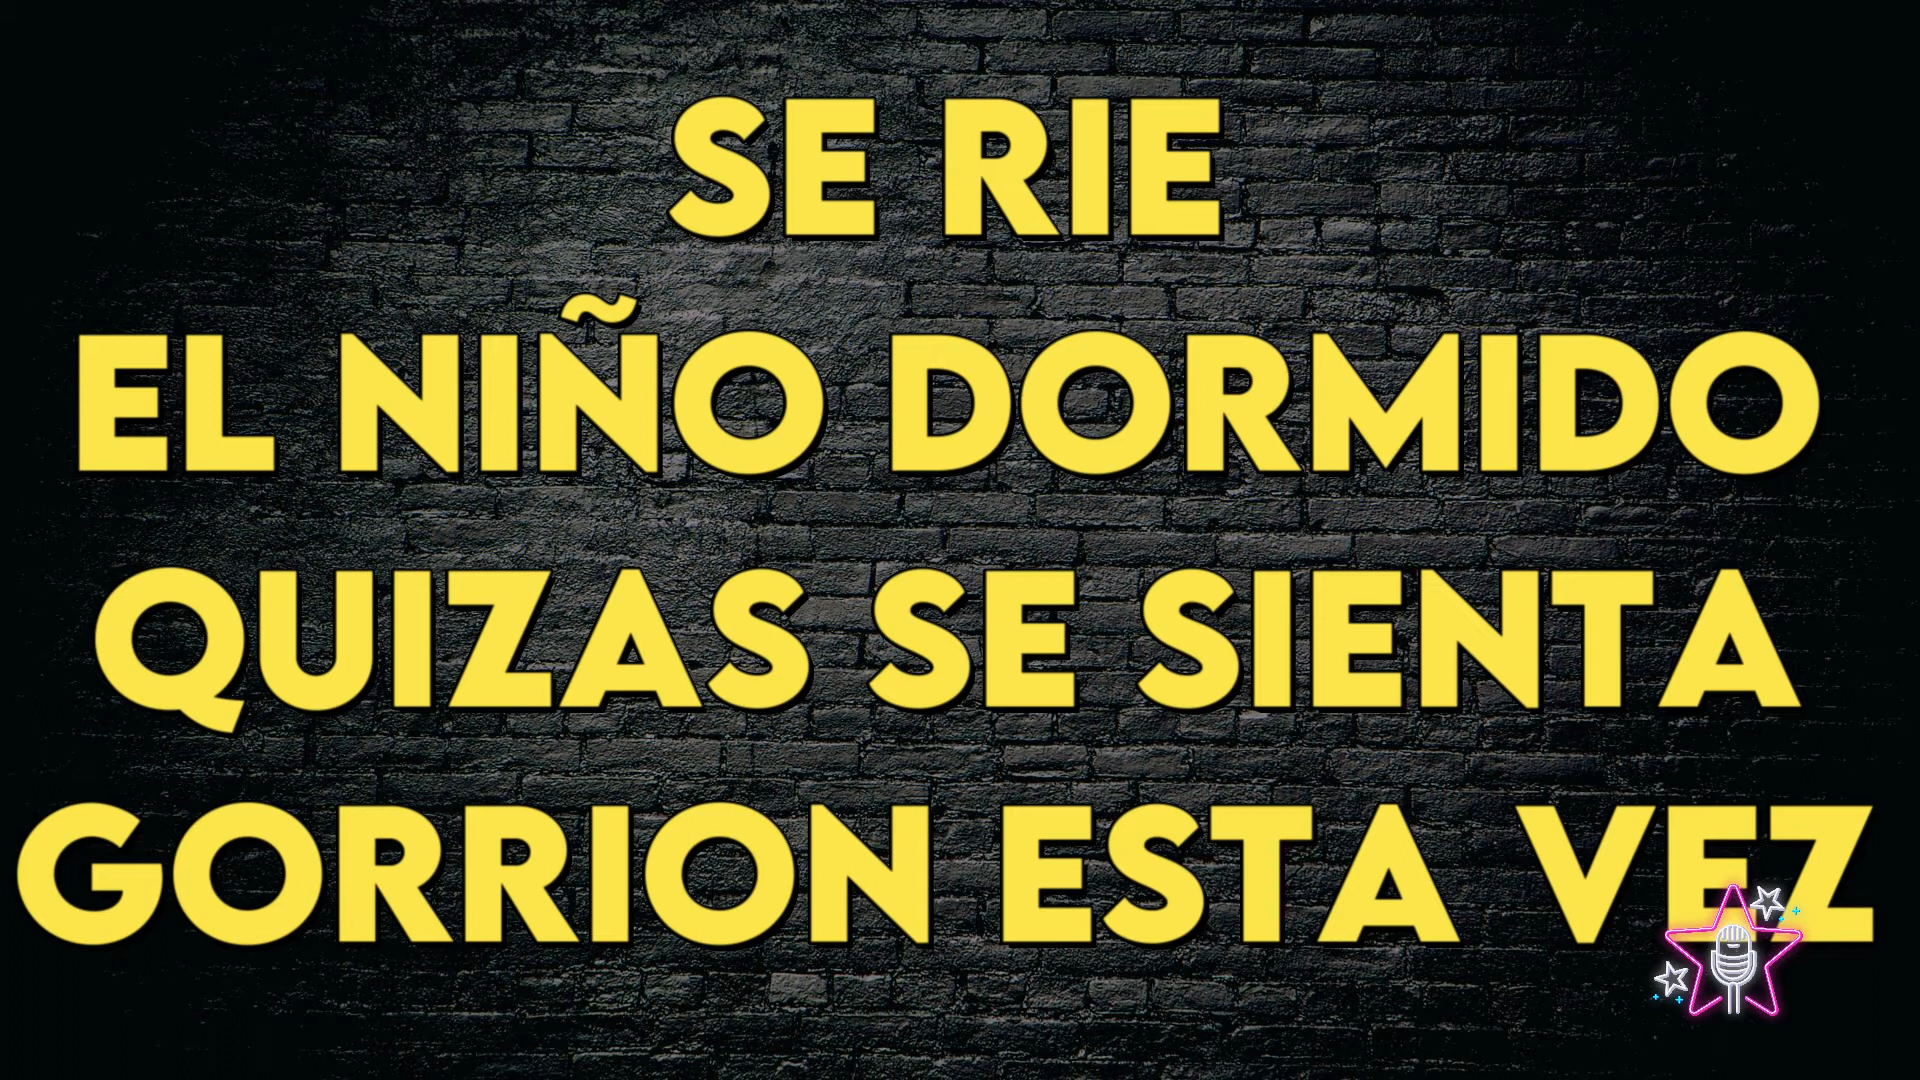 SE RIE
EL NIÑO DORMIDO
QUIZAS SE SIENTA
GORRION ESTA VEZ